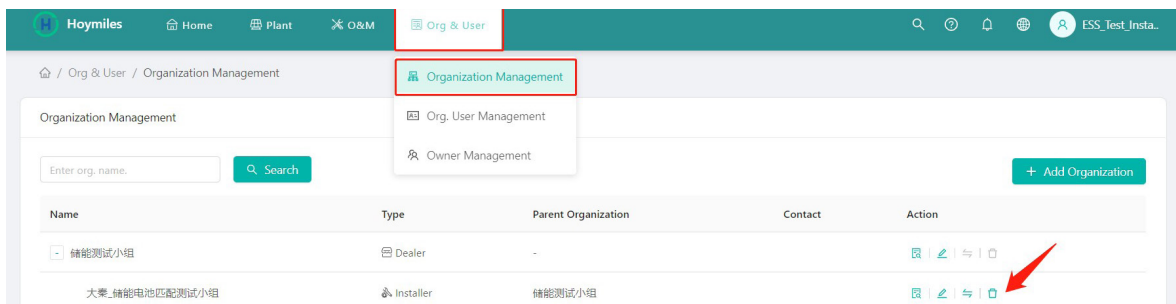 Hoymiles Home Plant O&M Org & User ESS_Test_Insta..
/ Org & User / Organization Management
Organization Management
Organization Management
Org. User Management
Owner Management
Enter org. name. Search + Add Organization
Name Type Parent Organization Contact Action
- 储能测试小组 Dealer -
大秦_储能电池匹配测试小组 Installer 储能测试小组